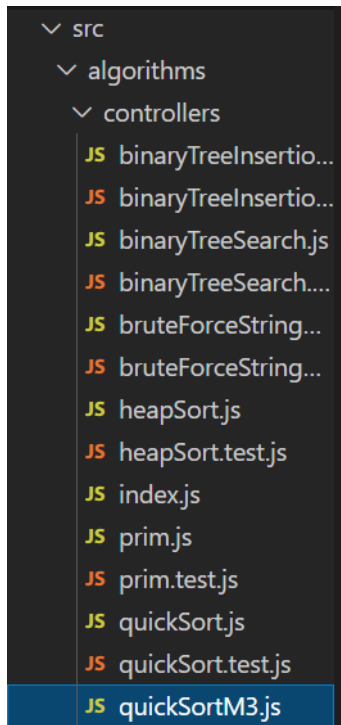 src
algorithms
controllers
JS binaryTreeInsertio...
JS binaryTreeInsertio...
JS binaryTreeSearch.js
JS binaryTreeSearch....
JS bruteForceString...
JS bruteForceString...
JS heapSort.js
JS heapSort.test.js
JS index.js
JS prim.js
JS prim.test.js
JS quickSort.js
JS quickSort.test.js
JS quickSortM3.js